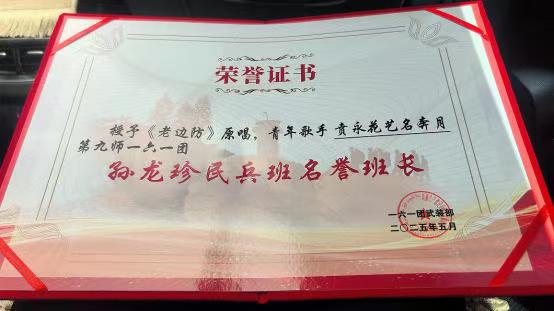 荣誉证书
授予《老边防》原唱，青年歌手贲永花艺名奔月
第九师一六一团
孙龙珍民兵班名誉班长
一六一团武装部
二〇二五年五月